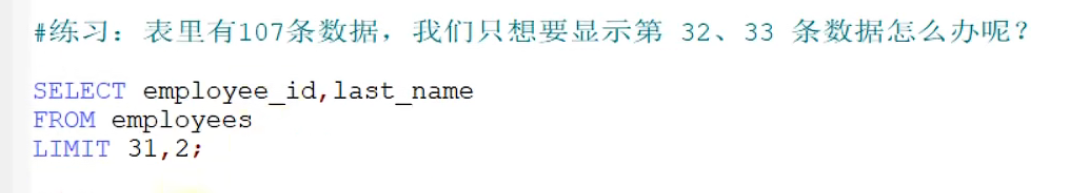 #练习：表里有107条数据，我们只想要显示第 32、33 条数据怎么办呢？
SELECT employee_id,last_name
FROM employees
LIMIT 31,2;